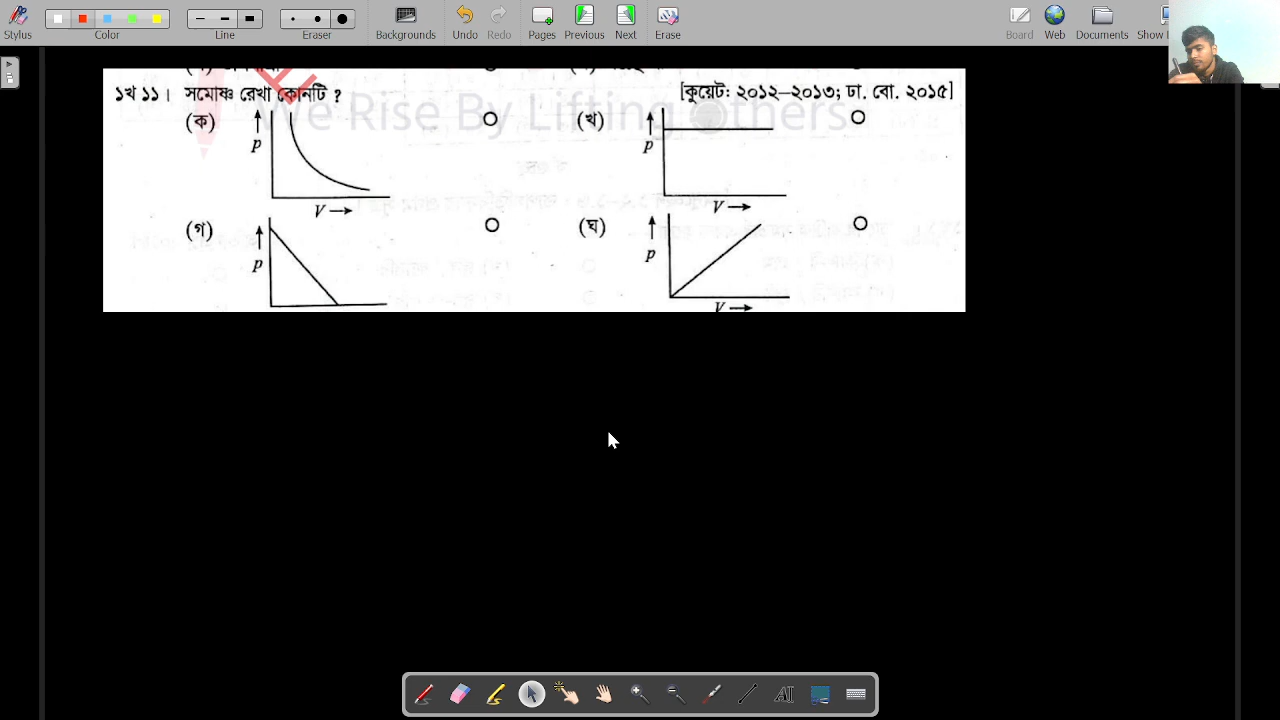 Stylus
Color
Line
Eraser
Backgrounds
Undo
Redo
Pages
Previous
Next
Erase
Board
Web
Documents
We Rise By Lifting Others
১খ ১১। সমোষ্ণ রেখা কোনটি ? [কুয়েট: ২০১২–২০১৩; ঢা. বো. ২০১৫]
(ক) p V
(খ) p V
(গ) p
(ঘ) p V